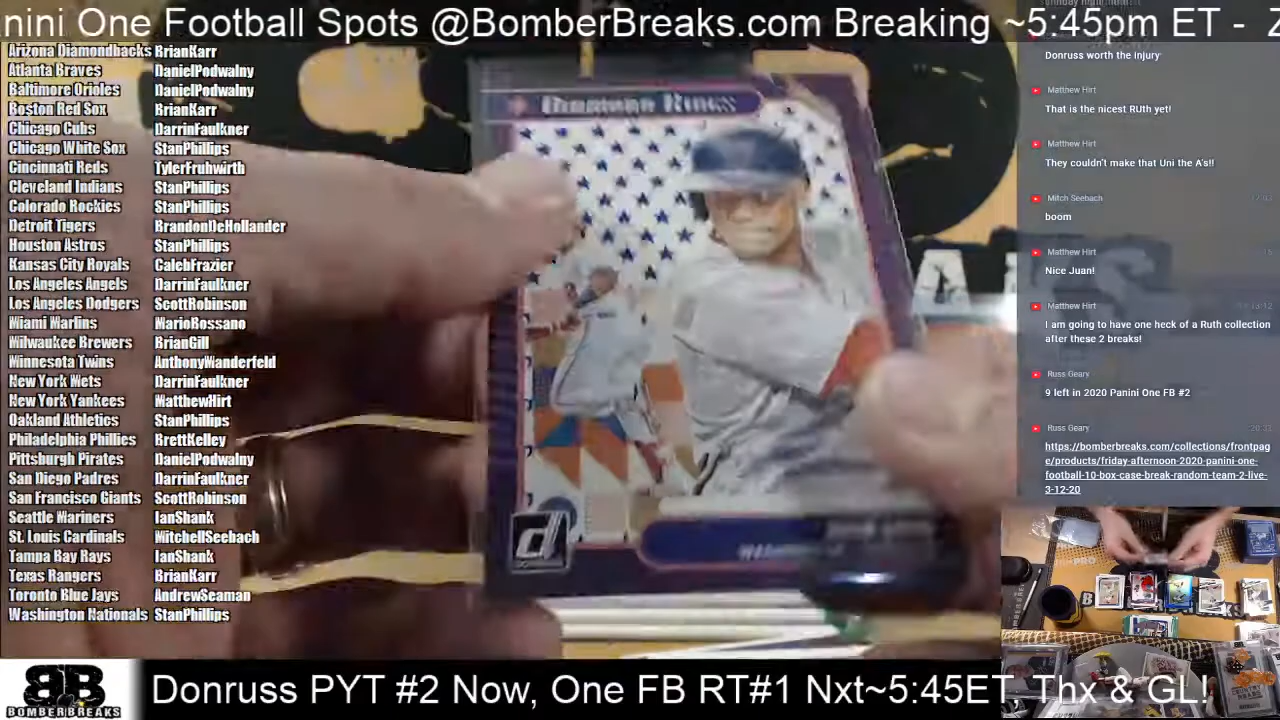 nini One Football Spots @BomberBreaks.com Breaking ~5:45pm ET - Z
Arizona Diamondbacks BrianKarr
Atlanta Braves DanielPodwalny
Baltimore Orioles DanielPodwalny
Boston Red Sox BrianKarr
Chicago Cubs DarrinFaulkner
Chicago White Sox StanPhillips
Cincinnati Reds TylerFruhwirth
Cleveland Indians StanPhillips
Colorado Rockies StanPhillips
Detroit Tigers BrandonDeHollander
Houston Astros StanPhillips
Kansas City Royals CalebFrazier
Los Angeles Angels DarrinFaulkner
Los Angeles Dodgers ScottRobinson
Miami Marlins MarioRossano
Milwaukee Brewers BrianGill
Minnesota Twins AnthonyWanderfeld
New York Mets DarrinFaulkner
New York Yankees MatthewHirt
Oakland Athletics StanPhillips
Philadelphia Phillies BrettKelley
Pittsburgh Pirates DanielPodwalny
San Diego Padres DarrinFaulkner
San Francisco Giants ScottRobinson
Seattle Mariners IanShank
St. Louis Cardinals MitchellSeebach
Tampa Bay Rays IanShank
Texas Rangers BrianKarr
Toronto Blue Jays AndrewSeaman
Washington Nationals StanPhillips
Diamond Kings
d
Donruss worth the Injury
Matthew Hirt
That is the nicest RUth yet!
Matthew Hirt
They couldn't make that Uni the A's!!
Mitch Seebach
boom
Matthew Hirt
Nice Juan!
Matthew Hirt
I am going to have one heck of a Ruth collection
after these 2 breaks!
Russ Geary
9 left in 2020 Panini One FB #2
Russ Geary
https://bomberbreaks.com/collections/frontpag
e/products/friday-afternoon-2020-panini-one-
football-10-box-case-break-random-team-2-live-
3-12-20
BB
BOMBERBREAKS
Donruss PYT #2 Now, One FB RT#1 Nxt~5:45ET. Thx & GL!